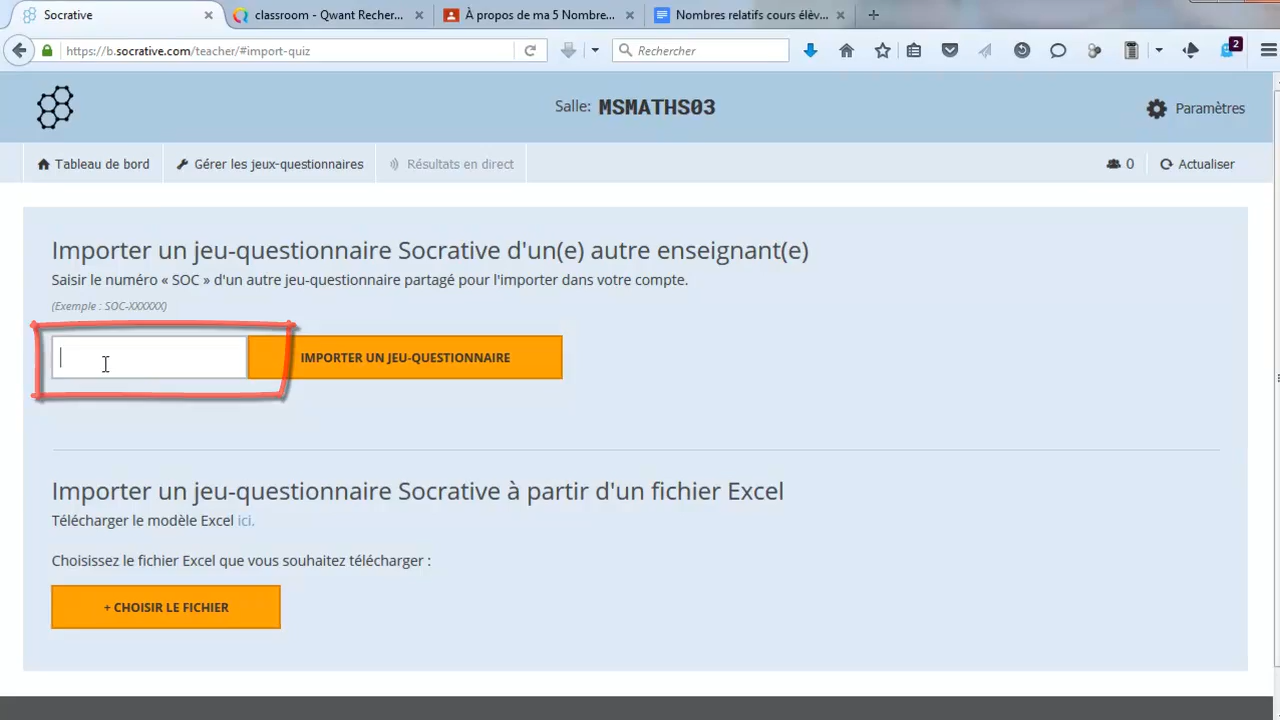 Socrative
classroom - Qwant Recher...
À propos de ma 5 Nombre...
Nombres relatifs cours élèv...
https://b.socrative.com/teacher/#import-quiz
Rechercher
2
Salle: MSMATHS03
Paramètres
Tableau de bord
Gérer les jeux-questionnaires
Résultats en direct
0
Actualiser
Importer un jeu-questionnaire Socrative d'un(e) autre enseignant(e)
Saisir le numéro « SOC » d'un autre jeu-questionnaire partagé pour l'importer dans votre compte.
(Exemple : SOC-XXXXXX)
IMPORTER UN JEU-QUESTIONNAIRE
Importer un jeu-questionnaire Socrative à partir d'un fichier Excel
Télécharger le modèle Excel ici.
Choisissez le fichier Excel que vous souhaitez télécharger :
+ CHOISIR LE FICHIER